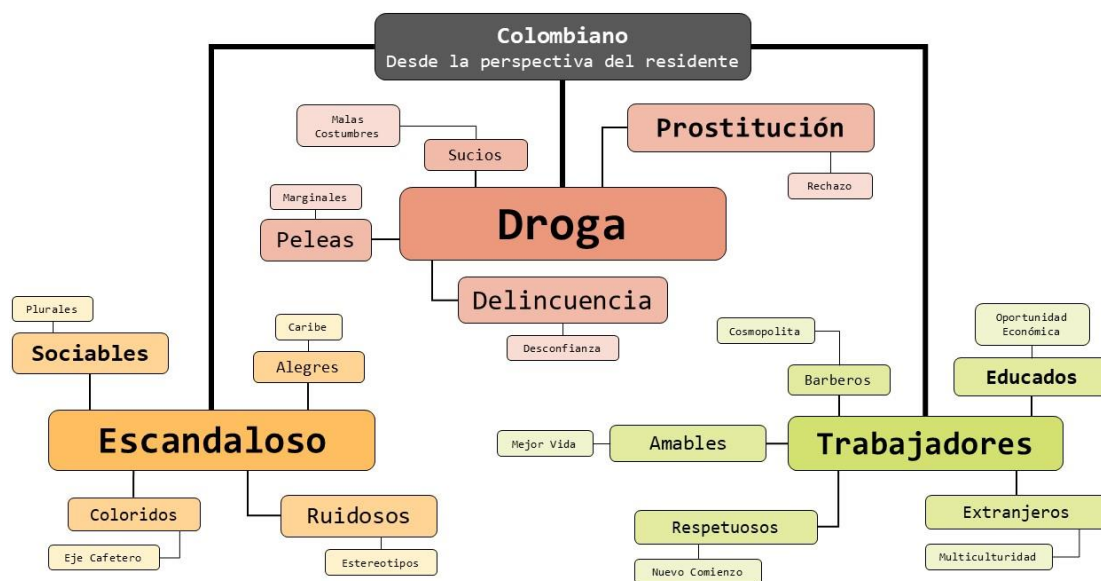 Colombiano
Desde la perspectiva del residente
Malas
Costumbres
Sucios
Prostitución
Rechazo
Marginales
Peleas
Droga
Delincuencia
Desconfianza
Plurales
Sociables
Caribe
Alegres
Escandaloso
Coloridos
Eje Cafetero
Ruidosos
Estereotipos
Cosmopolita
Barberos
Oportunidad
Económica
Educados
Mejor Vida
Amables
Trabajadores
Respetuosos
Nuevo Comienzo
Extranjeros
Multiculturidad